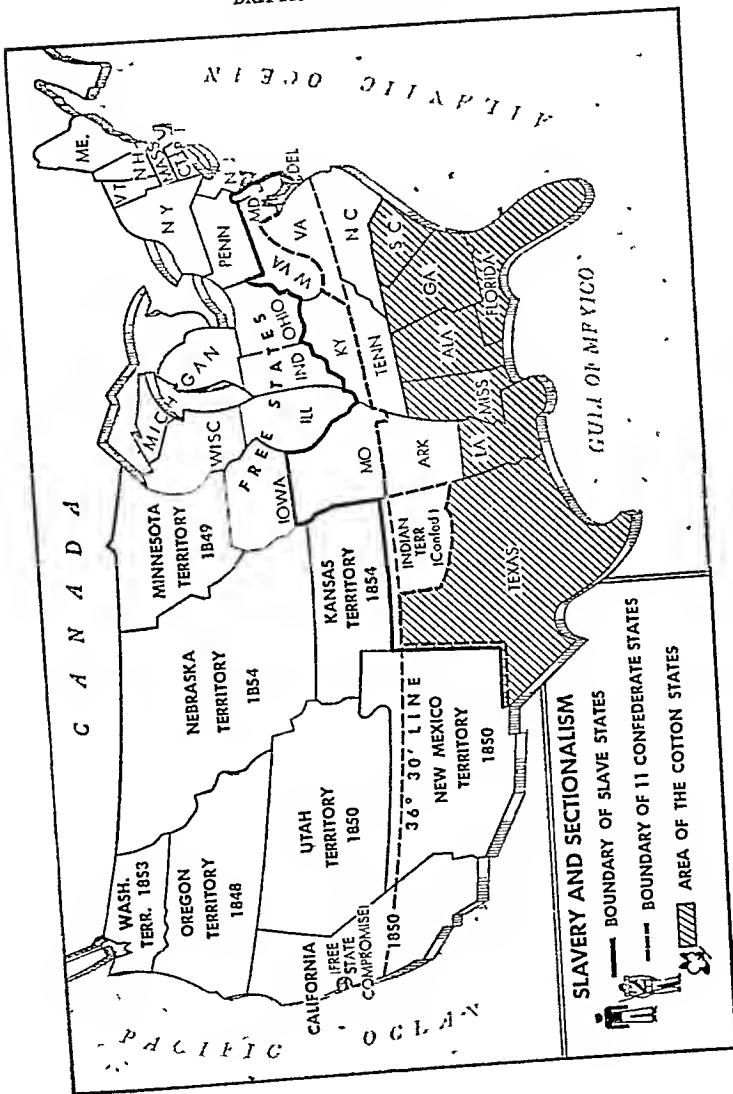 C A N A D A
PACIFIC OCEAN
ATLANTIC OCEAN
GULF OF MEXICO
WASH.
TERR. 1853
OREGON
TERRITORY
1848
CALIFORNIA
(FREE
STATE
COMPROMISE)
1850
UTAH
TERRITORY
1850
NEBRASKA
TERRITORY
1854
MINNESOTA
TERRITORY
1849
KANSAS
TERRITORY
1854
36° 30' LINE
NEW MEXICO
TERRITORY
1850
INDIAN
TERR
(Confed)
TEXAS
FREE STATES
IOWA
WISC
MICHIGAN
ILL
IND
OHIO
MO
ARK
LA
MISS
ALA
GA
FLORIDA
S C
N C
TENN
KY
VA
W VA
MD
DEL
PENN
N J
N Y
CT
R I
MASS
VT
NH
ME.
SLAVERY AND SECTIONALISM
BOUNDARY OF SLAVE STATES
BOUNDARY OF 11 CONFEDERATE STATES
AREA OF THE COTTON STATES